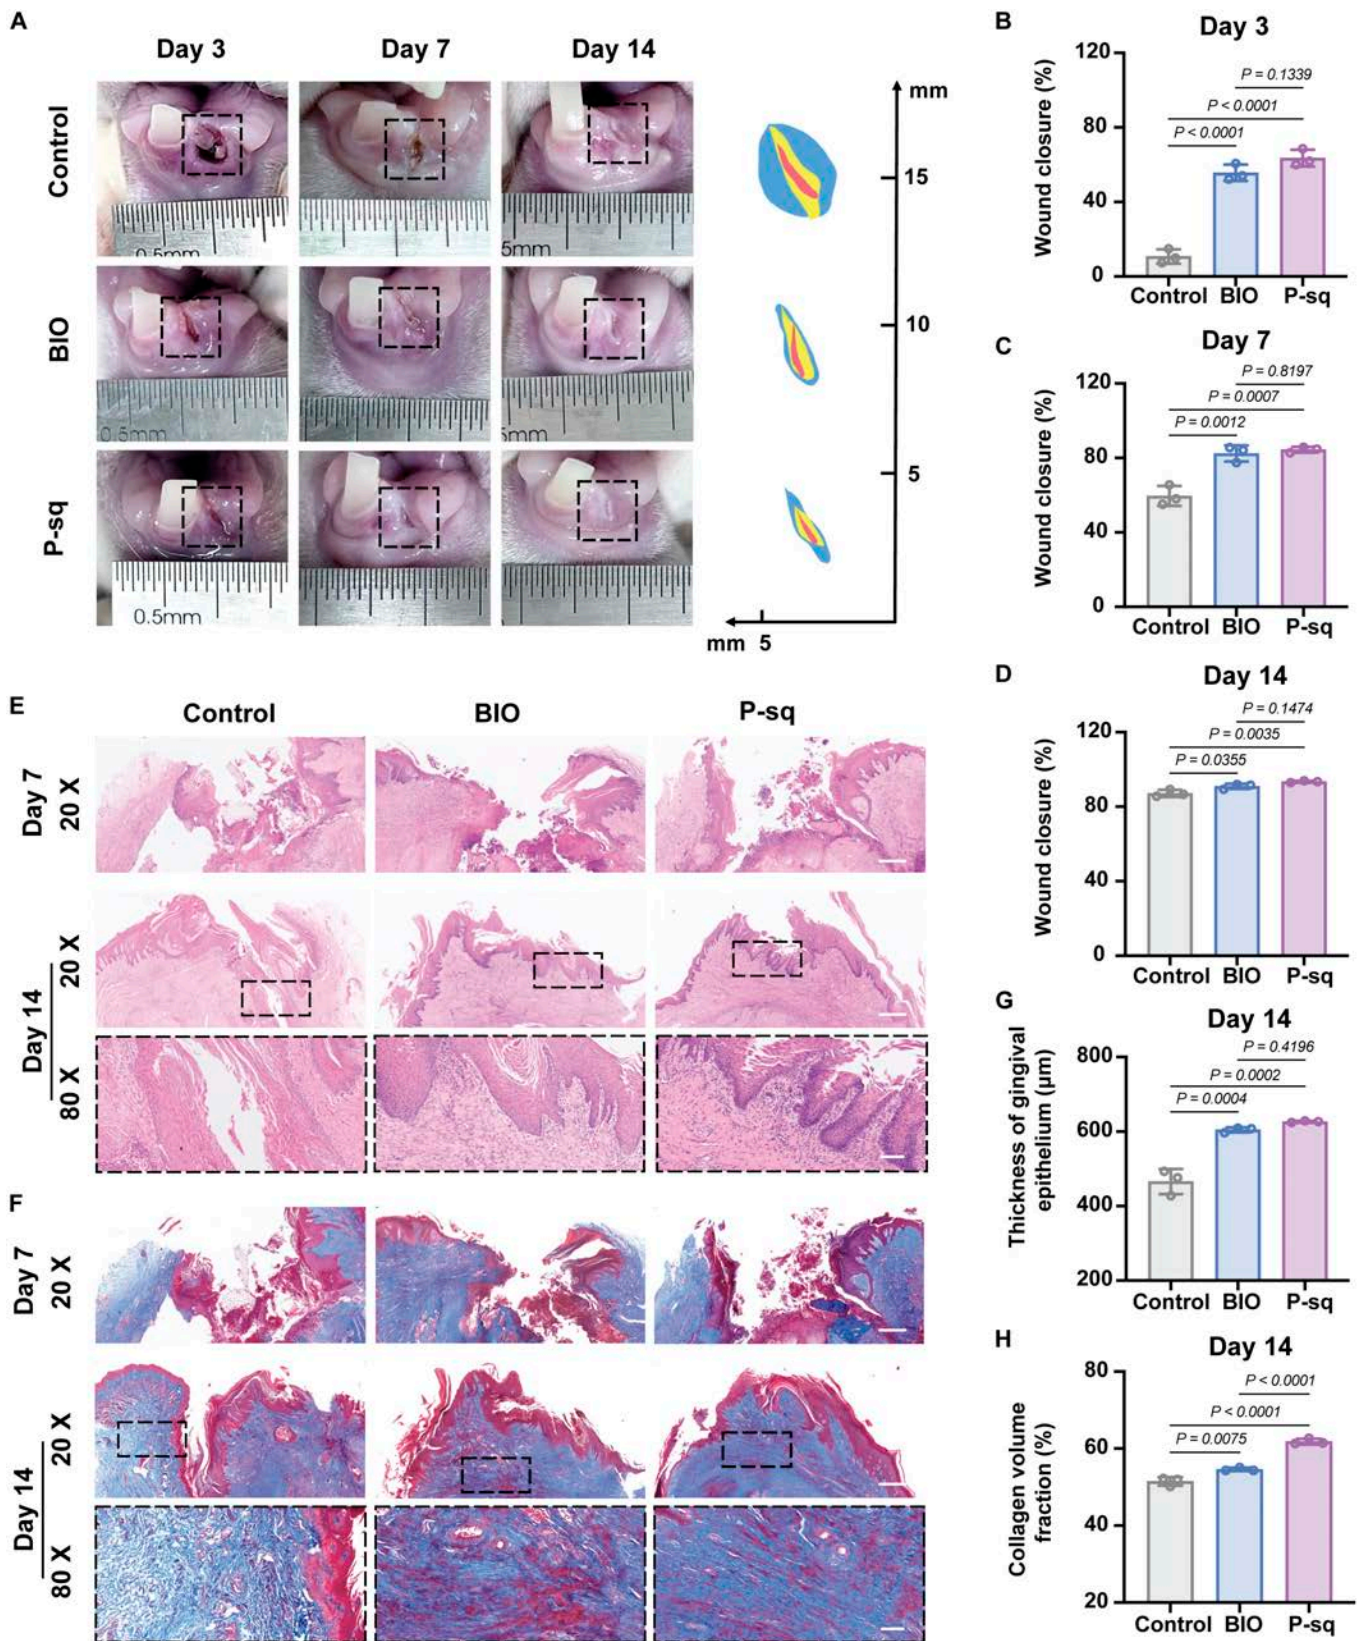 A
Day 3
Day 7
Day 14
Control
BIO
P-sq
0.5mm
5mm
0.5mm
5mm
0.5mm
mm
15
10
5
mm 5
B
Day 3
Wound closure (%)
120
80
40
0
P = 0.1339
P < 0.0001
P < 0.0001
Control BIO P-sq
C
Day 7
Wound closure (%)
120
80
40
0
P = 0.8197
P = 0.0007
P = 0.0012
Control BIO P-sq
D
Day 14
Wound closure (%)
120
80
40
0
P = 0.1474
P = 0.0035
P = 0.0355
Control BIO P-sq
E
Control
BIO
P-sq
Day 7
20 X
Day 14
20 X
80 X
F
Day 7
20 X
Day 14
20 X
80 X
G
Day 14
Thickness of gingival
epithelium (μm)
800
600
400
200
P = 0.4196
P = 0.0002
P = 0.0004
Control BIO P-sq
H
Day 14
Collagen volume
fraction (%)
80
60
40
20
P < 0.0001
P < 0.0001
P = 0.0075
Control BIO P-sq